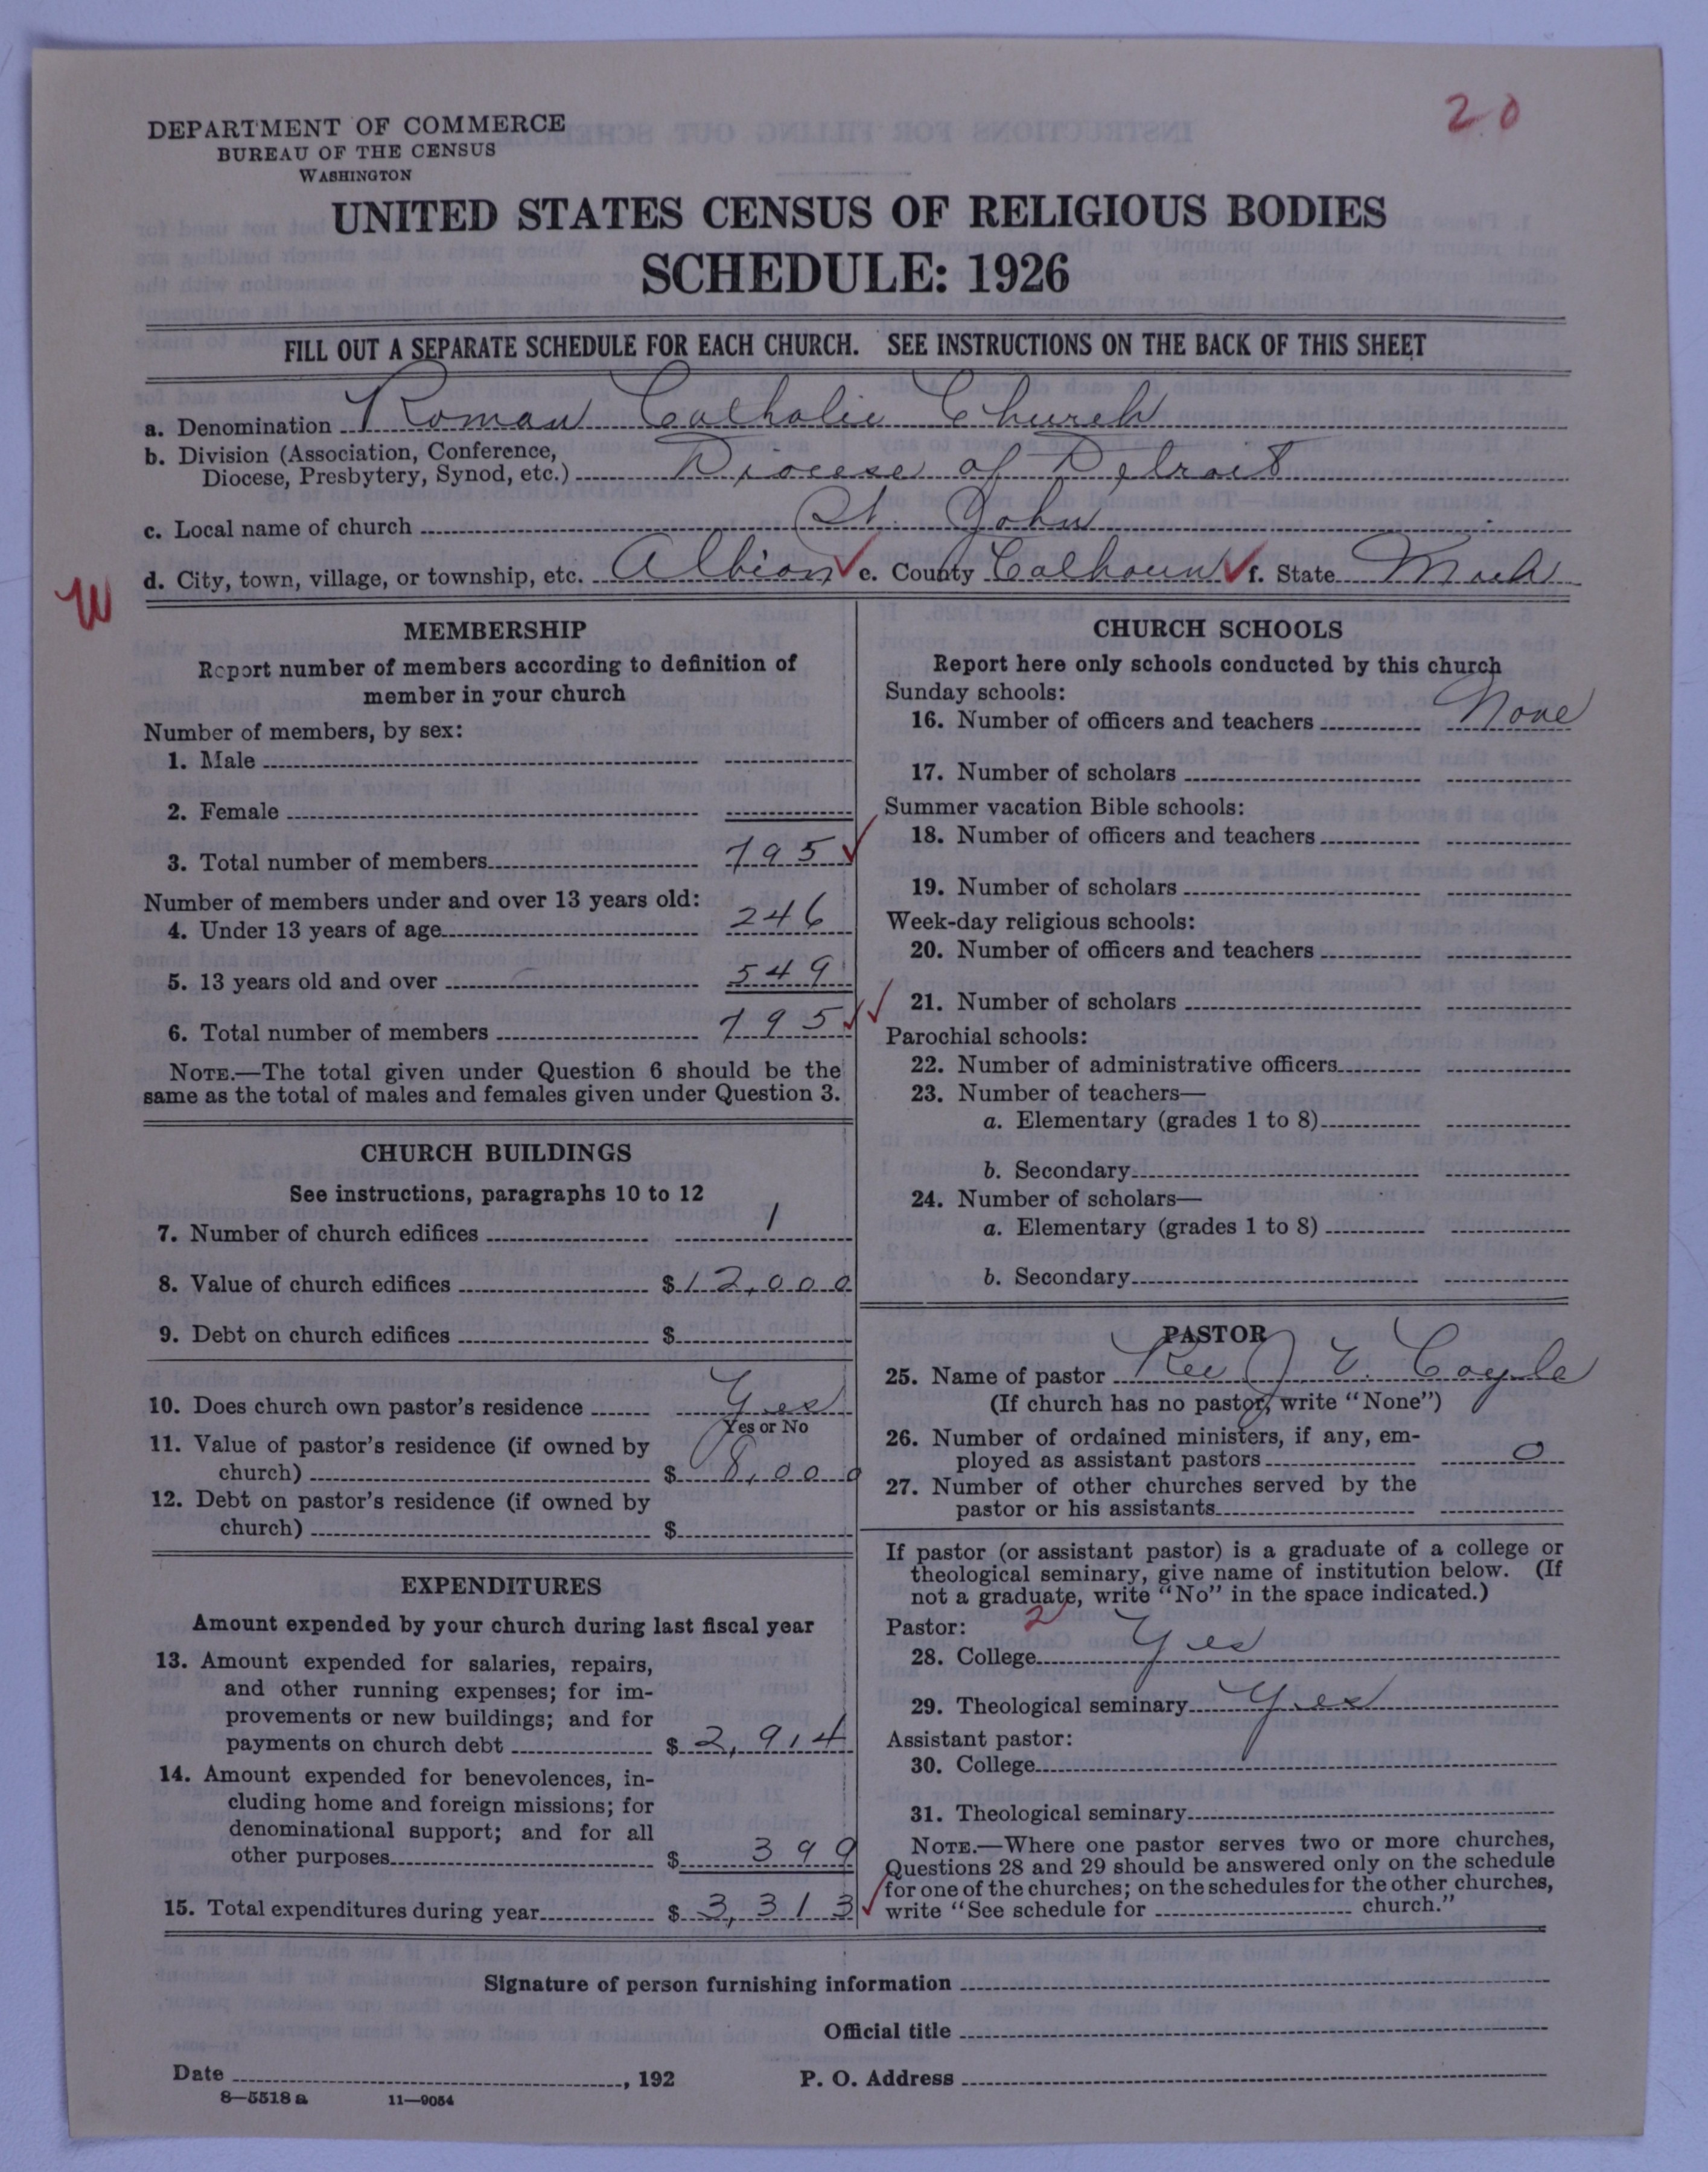 20
DEPARTMENT OF COMMERCE
BUREAU OF THE CENSUS
WASHINGTON
UNITED STATES CENSUS OF RELIGIOUS BODIES
SCHEDULE: 1926
FILL OUT A SEPARATE SCHEDULE FOR EACH CHURCH. SEE INSTRUCTIONS ON THE BACK OF THIS SHEET
a. Denomination Roman Catholic Church
b. Division (Association, Conference,
Diocese, Presbytery, Synod, etc.) Diocese of Detroit
c. Local name of church St. John
d. City, town, village, or township, etc. Albion e. County Calhoun f. State Mich
W
MEMBERSHIP
Report number of members according to definition of
member in your church
Number of members, by sex:
1. Male
2. Female
3. Total number of members 795
Number of members under and over 13 years old:
4. Under 13 years of age 246
5. 13 years old and over 549
6. Total number of members 795
NOTE.—The total given under Question 6 should be the
same as the total of males and females given under Question 3.
CHURCH BUILDINGS
See instructions, paragraphs 10 to 12
7. Number of church edifices 1
8. Value of church edifices $12,000
9. Debt on church edifices $
10. Does church own pastor's residence Yes
Yes or No
11. Value of pastor's residence (if owned by
church) $ 8,000
12. Debt on pastor's residence (if owned by
church) $
EXPENDITURES
Amount expended by your church during last fiscal year
13. Amount expended for salaries, repairs,
and other running expenses; for im-
provements or new buildings; and for
payments on church debt $ 2,914
14. Amount expended for benevolences, in-
cluding home and foreign missions; for
denominational support; and for all
other purposes $ 399
15. Total expenditures during year $ 3,313
CHURCH SCHOOLS
Report here only schools conducted by this church
Sunday schools:
16. Number of officers and teachers None
17. Number of scholars
Summer vacation Bible schools:
18. Number of officers and teachers
19. Number of scholars
Week-day religious schools:
20. Number of officers and teachers
21. Number of scholars
Parochial schools:
22. Number of administrative officers
23. Number of teachers—
a. Elementary (grades 1 to 8)
b. Secondary
24. Number of scholars—
a. Elementary (grades 1 to 8)
b. Secondary
PASTOR
25. Name of pastor Rev J. V. Coyle
(If church has no pastor, write "None")
26. Number of ordained ministers, if any, em-
ployed as assistant pastors 0
27. Number of other churches served by the
pastor or his assistants
If pastor (or assistant pastor) is a graduate of a college or
theological seminary, give name of institution below. (If
not a graduate, write "No" in the space indicated.)
Pastor: 2
28. College Yes
29. Theological seminary Yes
Assistant pastor:
30. College
31. Theological seminary
NOTE.—Where one pastor serves two or more churches,
Questions 28 and 29 should be answered only on the schedule
for one of the churches; on the schedules for the other churches,
write "See schedule for church."
Signature of person furnishing information
Official title
Date , 192 P. O. Address
8—5518 a 11—9054